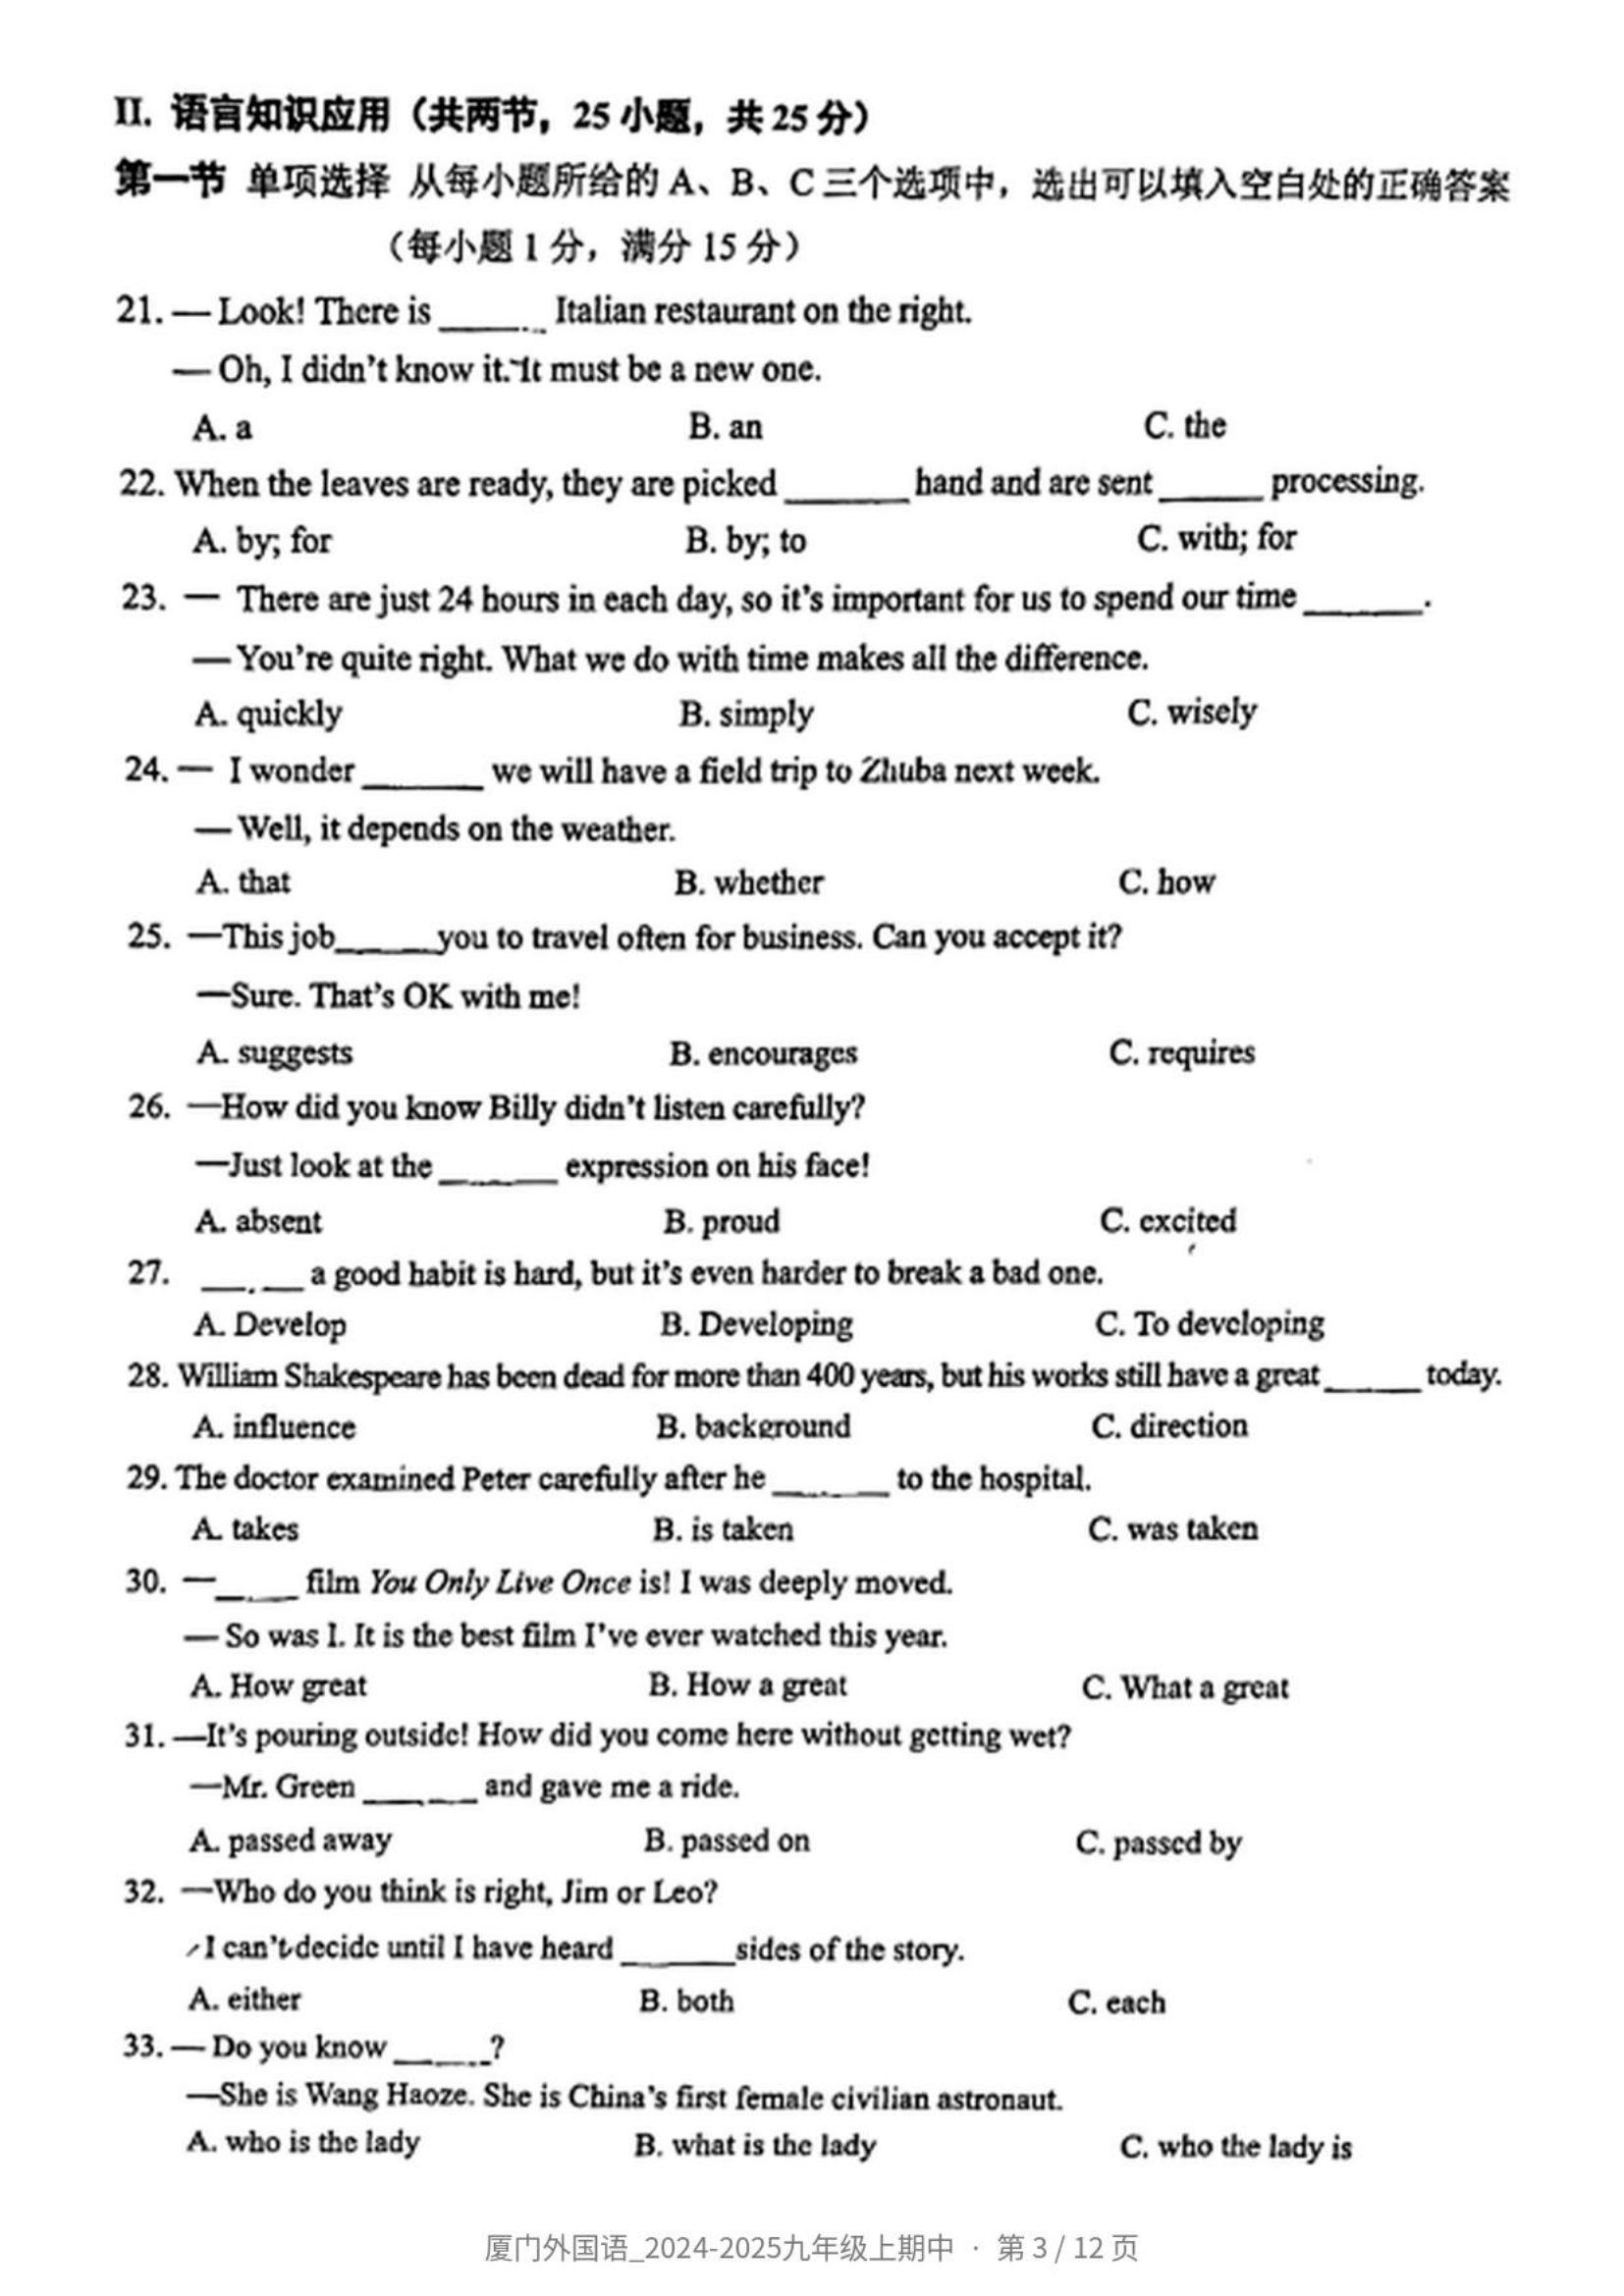 II. 语言知识应用（共两节，25 小题，共 25 分）
第一节 单项选择 从每小题所给的 A、B、C 三个选项中，选出可以填入空白处的正确答案
（每小题 1 分，满分 15 分）
21. — Look! There is ______ Italian restaurant on the right.
— Oh, I didn't know it. It must be a new one.
A. a B. an C. the
22. When the leaves are ready, they are picked ______ hand and are sent ______ processing.
A. by; for B. by; to C. with; for
23. — There are just 24 hours in each day, so it's important for us to spend our time ______.
— You're quite right. What we do with time makes all the difference.
A. quickly B. simply C. wisely
24. — I wonder ______ we will have a field trip to Zhuba next week.
— Well, it depends on the weather.
A. that B. whether C. how
25. —This job______you to travel often for business. Can you accept it?
—Sure. That's OK with me!
A. suggests B. encourages C. requires
26. —How did you know Billy didn't listen carefully?
—Just look at the ______ expression on his face!
A. absent B. proud C. excited
27. ______ a good habit is hard, but it's even harder to break a bad one.
A. Develop B. Developing C. To developing
28. William Shakespeare has been dead for more than 400 years, but his works still have a great ______ today.
A. influence B. background C. direction
29. The doctor examined Peter carefully after he ______ to the hospital.
A. takes B. is taken C. was taken
30. —______ film You Only Live Once is! I was deeply moved.
— So was I. It is the best film I've ever watched this year.
A. How great B. How a great C. What a great
31. —It's pouring outside! How did you come here without getting wet?
—Mr. Green ______ and gave me a ride.
A. passed away B. passed on C. passed by
32. —Who do you think is right, Jim or Leo?
I can't decide until I have heard ______sides of the story.
A. either B. both C. each
33. — Do you know ______?
—She is Wang Haoze. She is China's first female civilian astronaut.
A. who is the lady B. what is the lady C. who the lady is
厦门外国语_2024-2025九年级上期中 · 第 3 / 12 页